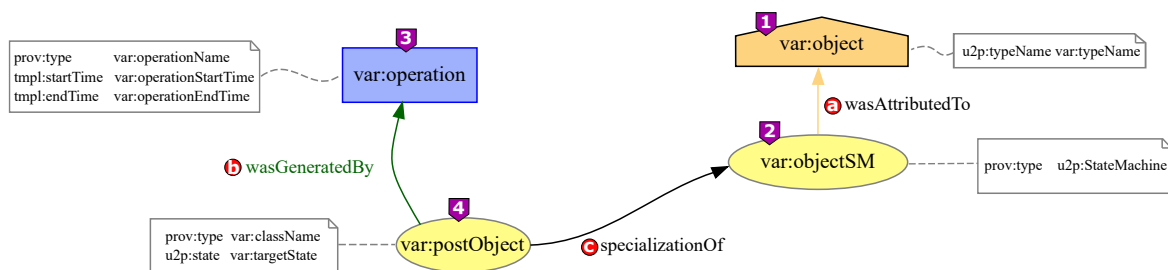 1
var:object
u2p:typeName var:typeName
3
var:operation
prov:type var:operationName
tmpl:startTime var:operationStartTime
tmpl:endTime var:operationEndTime
a wasAttributedTo
2
var:objectSM
prov:type u2p:StateMachine
b wasGeneratedBy
4
var:postObject
prov:type var:className
u2p:state var:targetState
c specializationOf